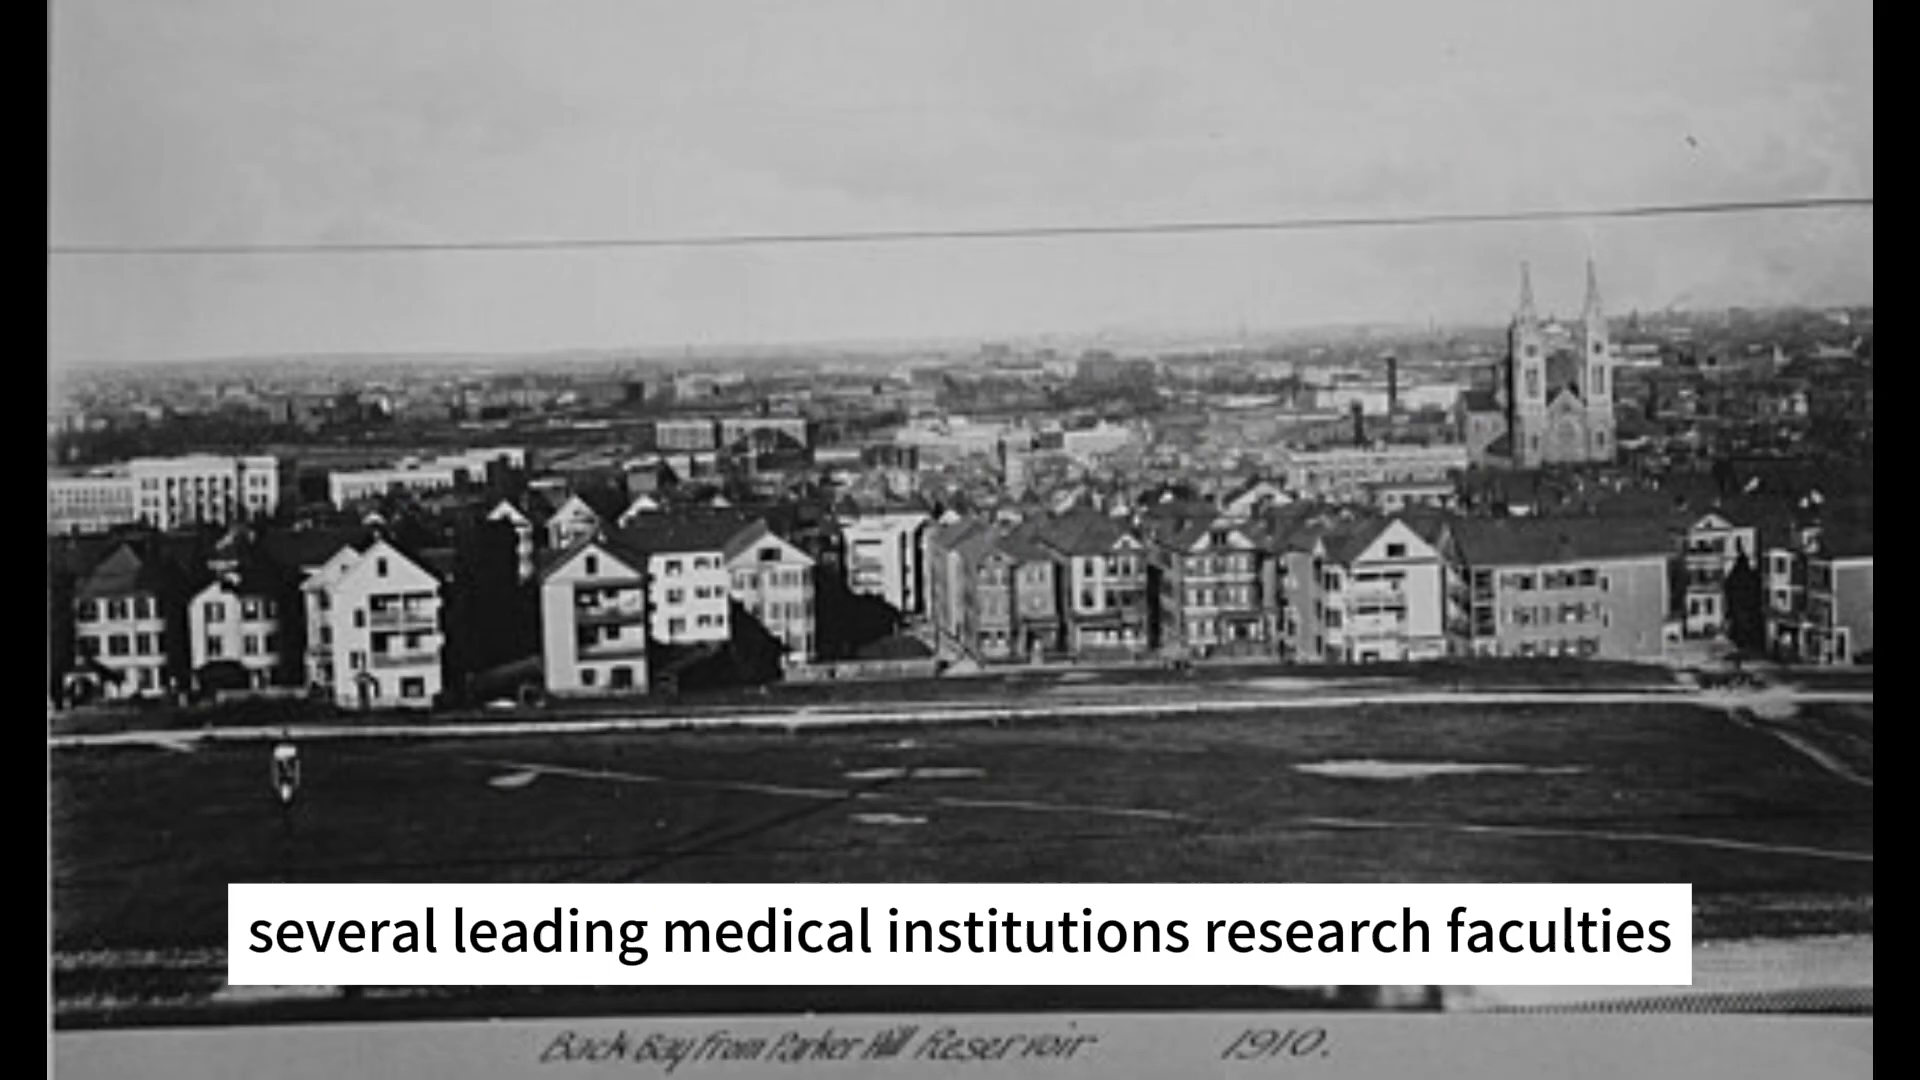 several leading medical institutions research faculties
Back Bay from Parker Hill Reservoir 1910.